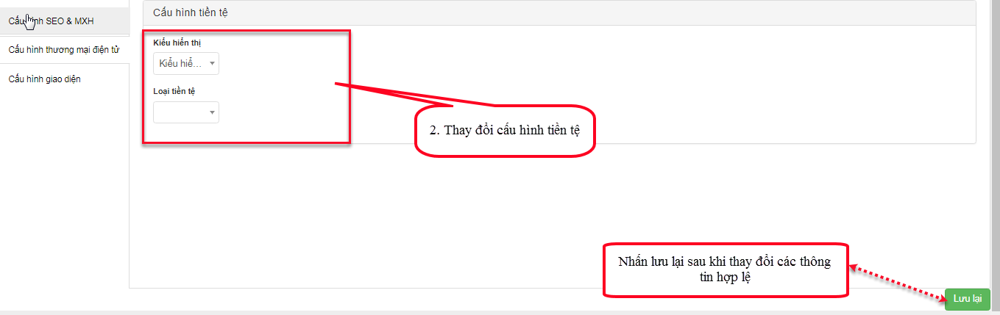 Cấu hình SEO & MXH
Cấu hình thương mại điện tử
Cấu hình giao diện
Cấu hình tiền tệ
Kiểu hiển thị
Kiểu hiể...
Loại tiền tệ
2. Thay đổi cấu hình tiền tệ
Nhấn lưu lại sau khi thay đổi các thông
tin hợp lệ
Lưu lại